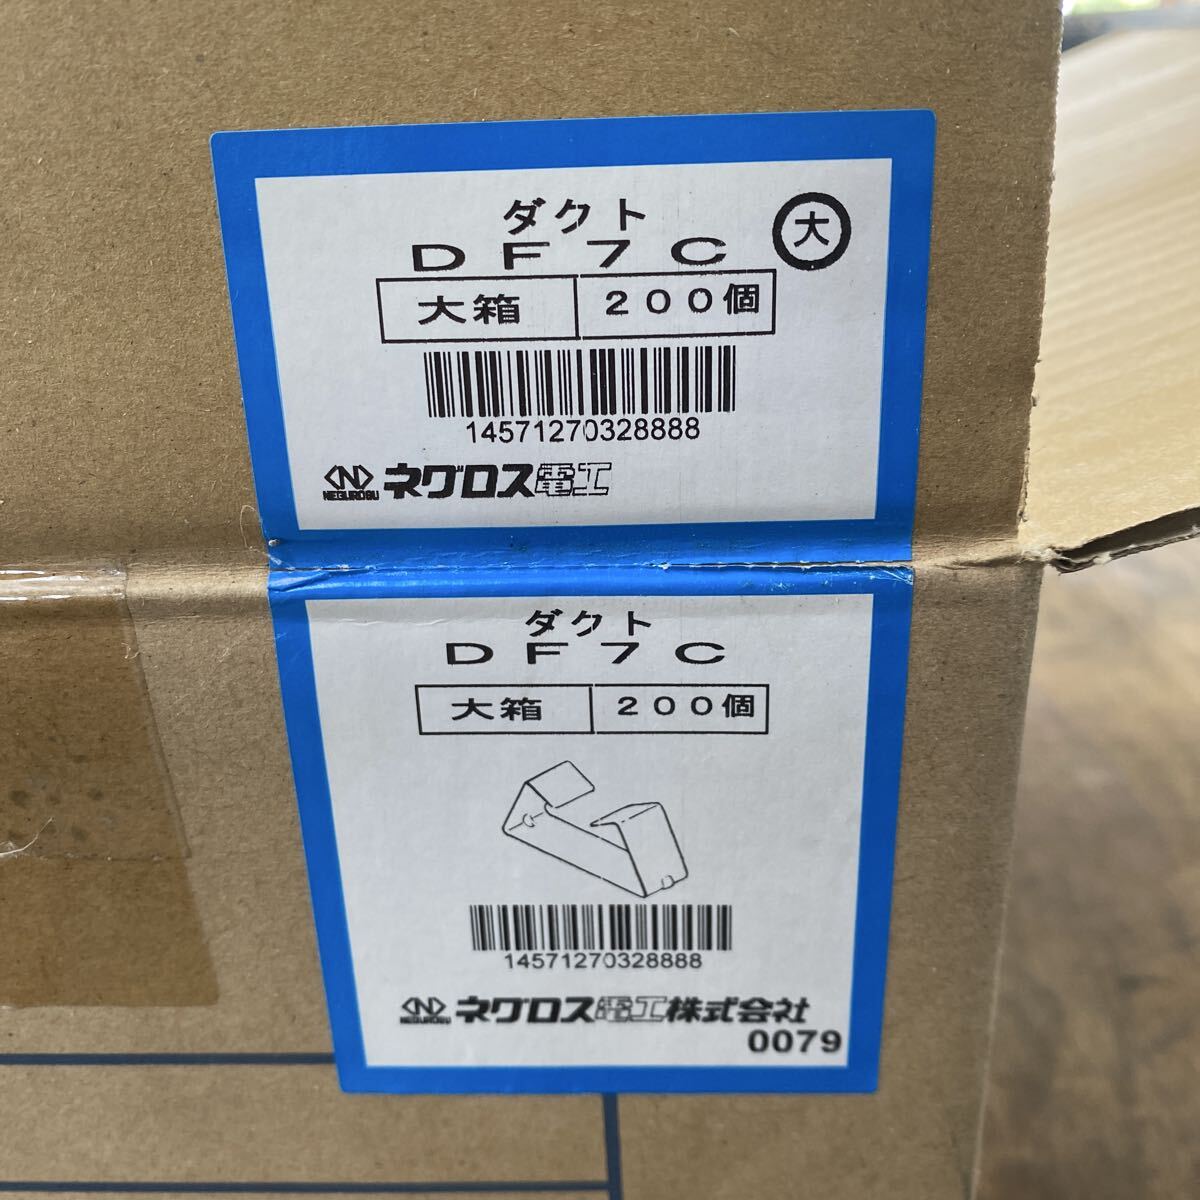 ダクト
大
DF7C
大箱 200個
14571270328888
NEGUROSU ネグロス電工
ダクト
DF7C
大箱 200個
14571270328888
NEGUROSU ネグロス電工株式会社
0079